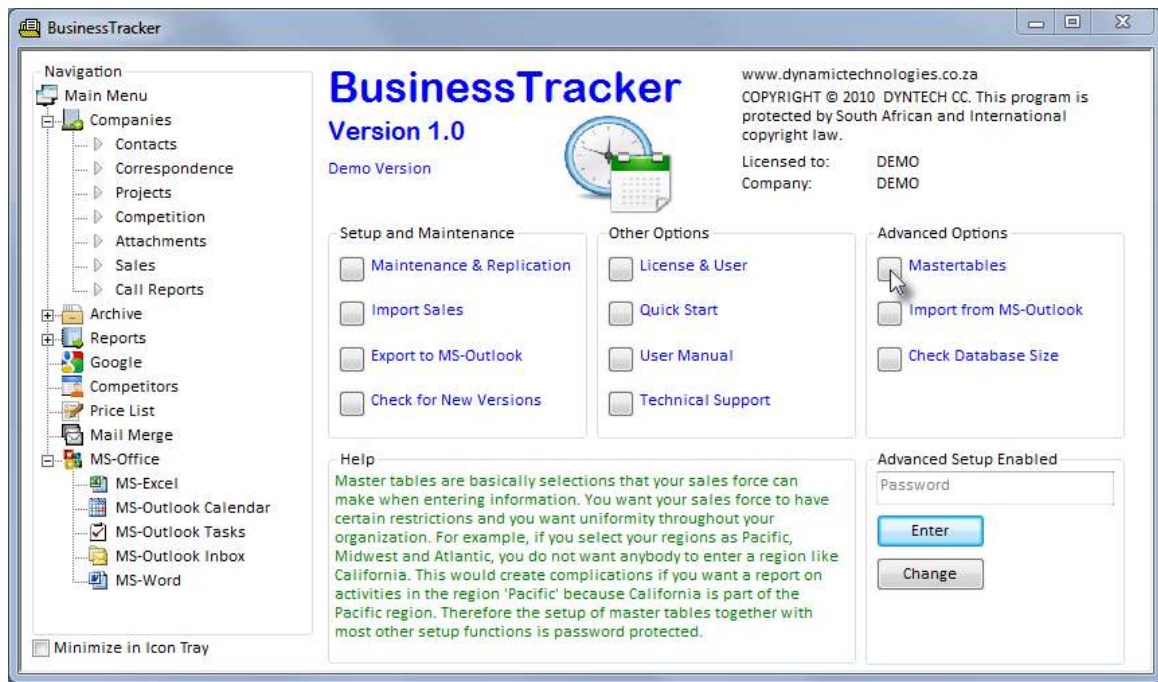 BusinessTracker
Navigation
Main Menu
Companies
Contacts
Correspondence
Projects
Competition
Attachments
Sales
Call Reports
Archive
Reports
Google
Competitors
Price List
Mail Merge
MS-Office
MS-Excel
MS-Outlook Calendar
MS-Outlook Tasks
MS-Outlook Inbox
MS-Word
Minimize in Icon Tray
BusinessTracker
Version 1.0
Demo Version
www.dynamictechnologies.co.za
COPYRIGHT © 2010 DYNTECH CC. This program is
protected by South African and International
copyright law.
Licensed to: DEMO
Company: DEMO
Setup and Maintenance
Maintenance & Replication
Import Sales
Export to MS-Outlook
Check for New Versions
Other Options
License & User
Quick Start
User Manual
Technical Support
Advanced Options
Mastertables
Import from MS-Outlook
Check Database Size
Help
Master tables are basically selections that your sales force can
make when entering information. You want your sales force to have
certain restrictions and you want uniformity throughout your
organization. For example, if you select your regions as Pacific,
Midwest and Atlantic, you do not want anybody to enter a region like
California. This would create complications if you want a report on
activities in the region 'Pacific' because California is part of the
Pacific region. Therefore the setup of master tables together with
most other setup functions is password protected.
Advanced Setup Enabled
Password
Enter
Change